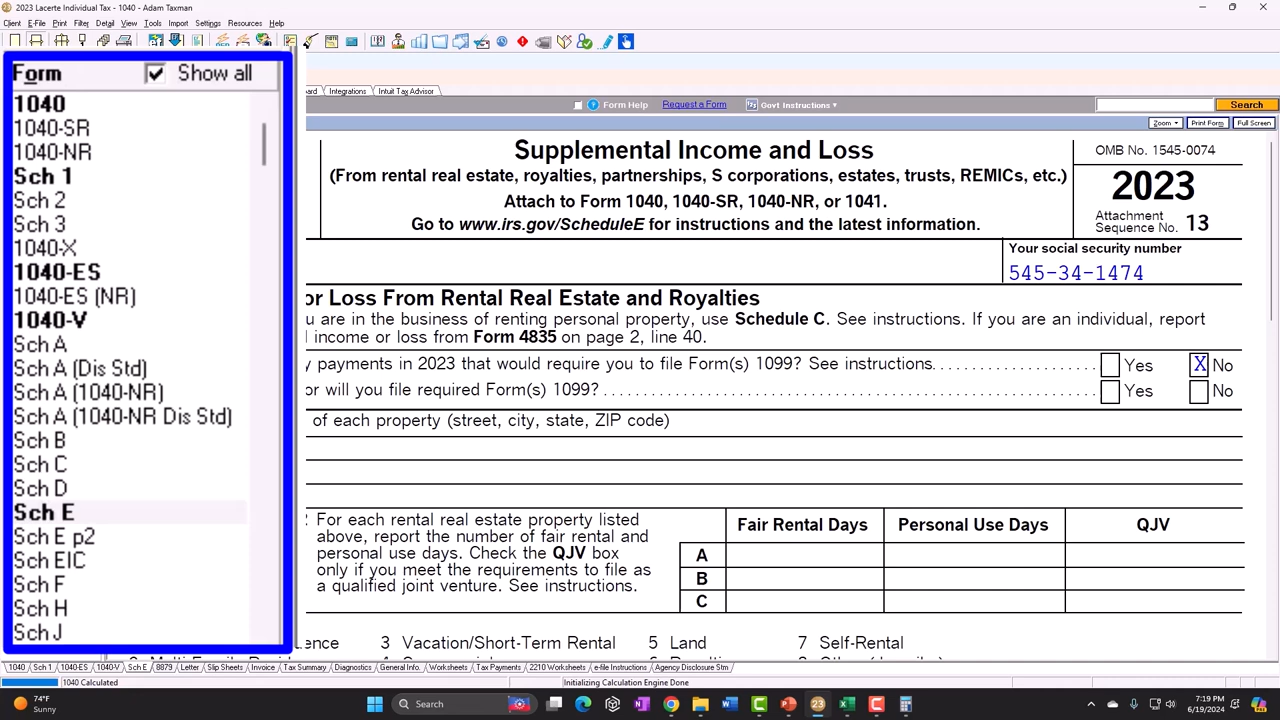 2023 Lacerte Individual Tax - 1040 - Adam Taxman
Client E-File Print Filter Detail View Tools Import Settings Resources Help
Form Show all
1040
1040-SR
1040-NR
Sch 1
Sch 2
Sch 3
1040-X
1040-ES
1040-ES (NR)
1040-V
Sch A
Sch A (Dis Std)
Sch A (1040-NR)
Sch A (1040-NR Dis Std)
Sch B
Sch C
Sch D
Sch E
Sch E p2
Sch EIC
Sch F
Sch H
Sch J
Integrations Intuit Tax Advisor
Form Help Request a Form Govt Instructions Search
Zoom Print Form Full Screen
Supplemental Income and Loss
(From rental real estate, royalties, partnerships, S corporations, estates, trusts, REMICs, etc.)
Attach to Form 1040, 1040-SR, 1040-NR, or 1041.
Go to www.irs.gov/ScheduleE for instructions and the latest information.
OMB No. 1545-0074
2023
Attachment
Sequence No. 13
Your social security number
545-34-1474
or Loss From Rental Real Estate and Royalties
ou are in the business of renting personal property, use Schedule C. See instructions. If you are an individual, report
l income or loss from Form 4835 on page 2, line 40.
y payments in 2023 that would require you to file Form(s) 1099? See instructions Yes X No
or will you file required Form(s) 1099? Yes No
of each property (street, city, state, ZIP code)
For each rental real estate property listed
above, report the number of fair rental and
personal use days. Check the QJV box
only if you meet the requirements to file as
a qualified joint venture. See instructions.
Fair Rental Days Personal Use Days QJV
A
B
C
3 Vacation/Short-Term Rental 5 Land 7 Self-Rental
1040 Sch 1 1040-ES 1040-V Sch E 8879 Letter Slip Sheets Invoice Tax Summary Diagnostics General Info. Worksheets Tax Payments 2210 Worksheets e-file Instructions Agency Disclosure Stm
1040 Calculated Initializing Calculation Engine Done
74°F
Sunny
Search
7:19 PM
6/19/2024